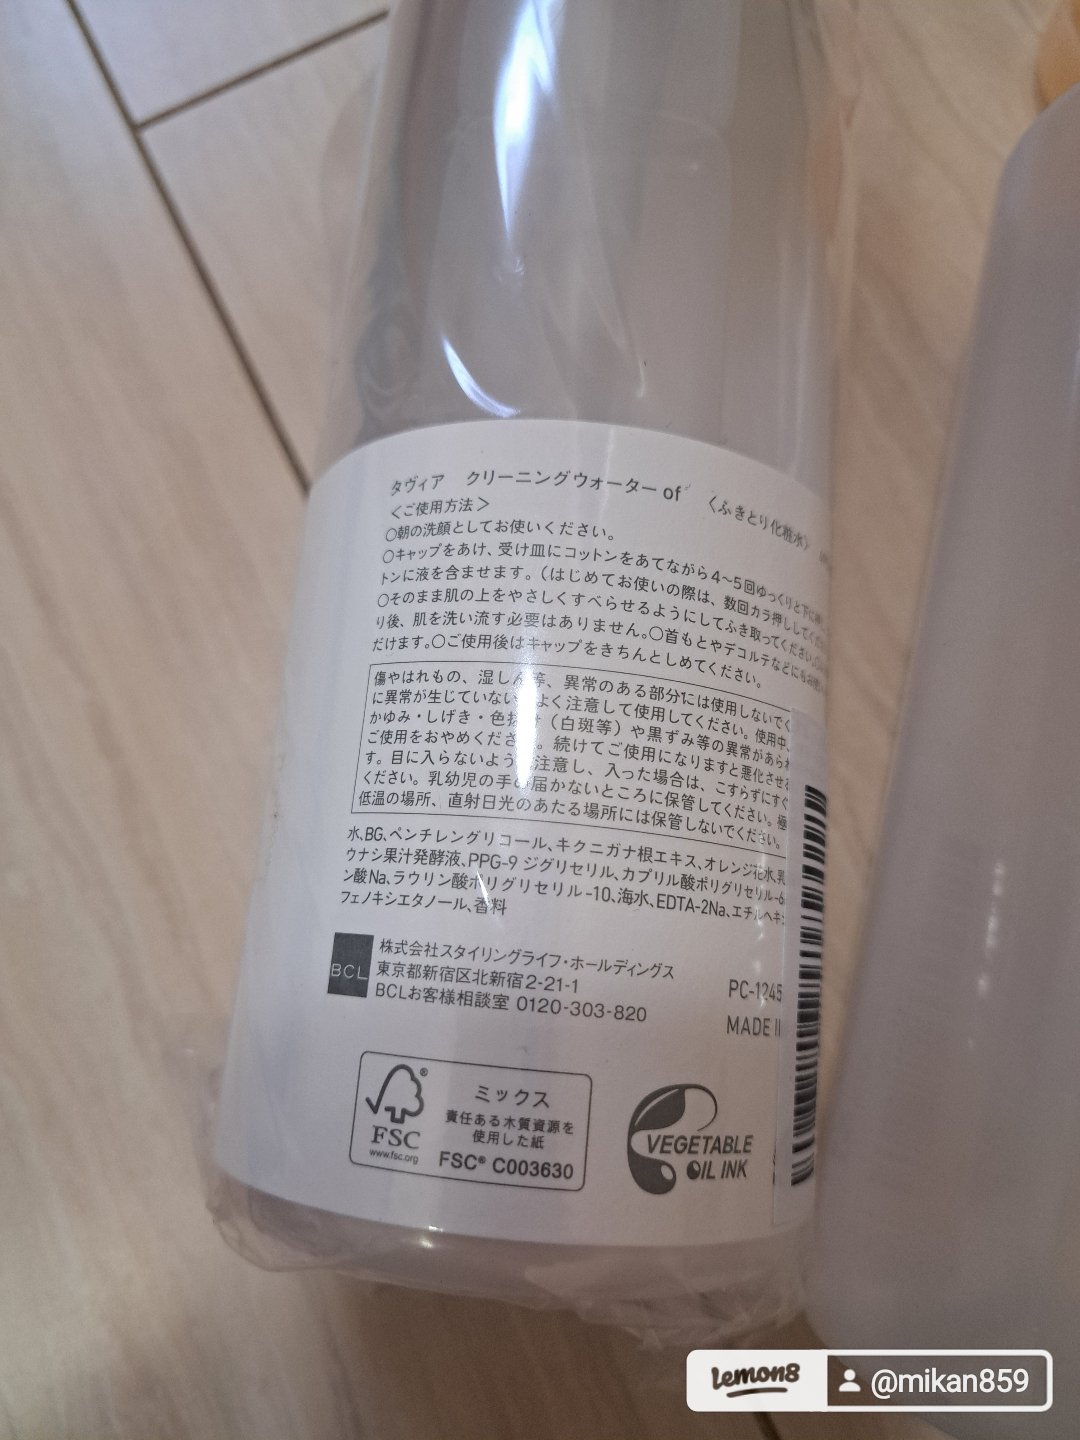 タヴィア クリーニングウォーター of 〈ふきとり化粧水〉
＜ご使用方法＞
○朝の洗顔としてお使いください。
○キャップをあけ、受け皿にコットンをあてながら4〜5回ゆっくりと下に
トンに液を含ませます。(はじめてお使いの際は、数回カラ押ししてください
○そのまま肌の上をやさしくすべらせるようにしてふき取ってください。
り後、肌を洗い流す必要はありません。○首もとやデコルテなどにもお使い
だけます。○ご使用後はキャップをきちんとしめてください。
傷やはれもの、湿しん等、異常のある部分には使用しないでく
に異常が生じていない よく注意して使用してください。使用中、
かゆみ・しげき・色抜け（白斑等）や黒ずみ等の異常があられ
ご使用をおやめくださ 。続けてご使用になりますと悪化させる
す。目に入らないよう 注意し、入った場合は、こすらずにすぐ
ください。乳幼児の手の届かないところに保管してください。極
低温の場所、直射日光のあたる場所には保管しないでください。
水、BG、ペンチレングリコール、キクニガナ根エキス、オレンジ花水、乳
ウナシ果汁発酵液、PPG-9 ジグリセリル、カプリル酸ポリグリセリル-6
ン酸Na、ラウリン酸ポリグリセリル-10、海水、EDTA-2Na、エチルヘキシ
フェノキシエタノール、香料
BCL
株式会社スタイリングライフ・ホールディングス
東京都新宿区北新宿2-21-1
BCLお客様相談室 0120-303-820
PC-1245
MADE I
FSC®
www.fsc.org
ミックス
責任ある木質資源を
使用した紙
FSC® C003630
VEGETABLE
OIL INK
Lemon8
@mikan859